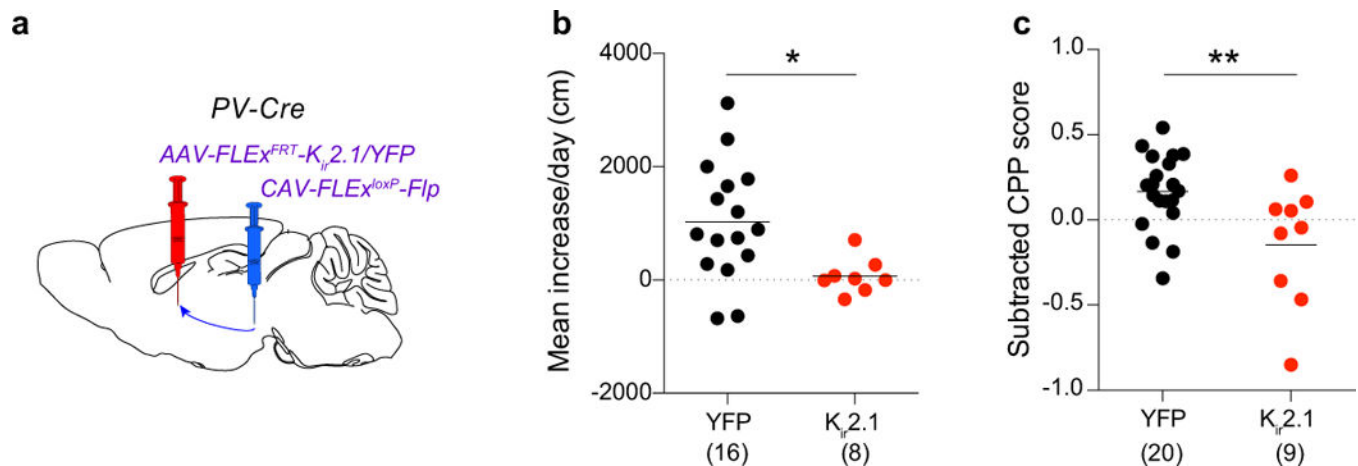 a
PV-Cre
AAV-FLEx^FRT-K_ir2.1/YFP
CAV-FLEx^loxP-Flp
b
Mean increase/day (cm)
4000
2000
0
-2000
*
YFP
(16)
K_ir2.1
(8)
c
Subtracted CPP score
1.0
0.5
0.0
-0.5
-1.0
**
YFP
(20)
K_ir2.1
(9)